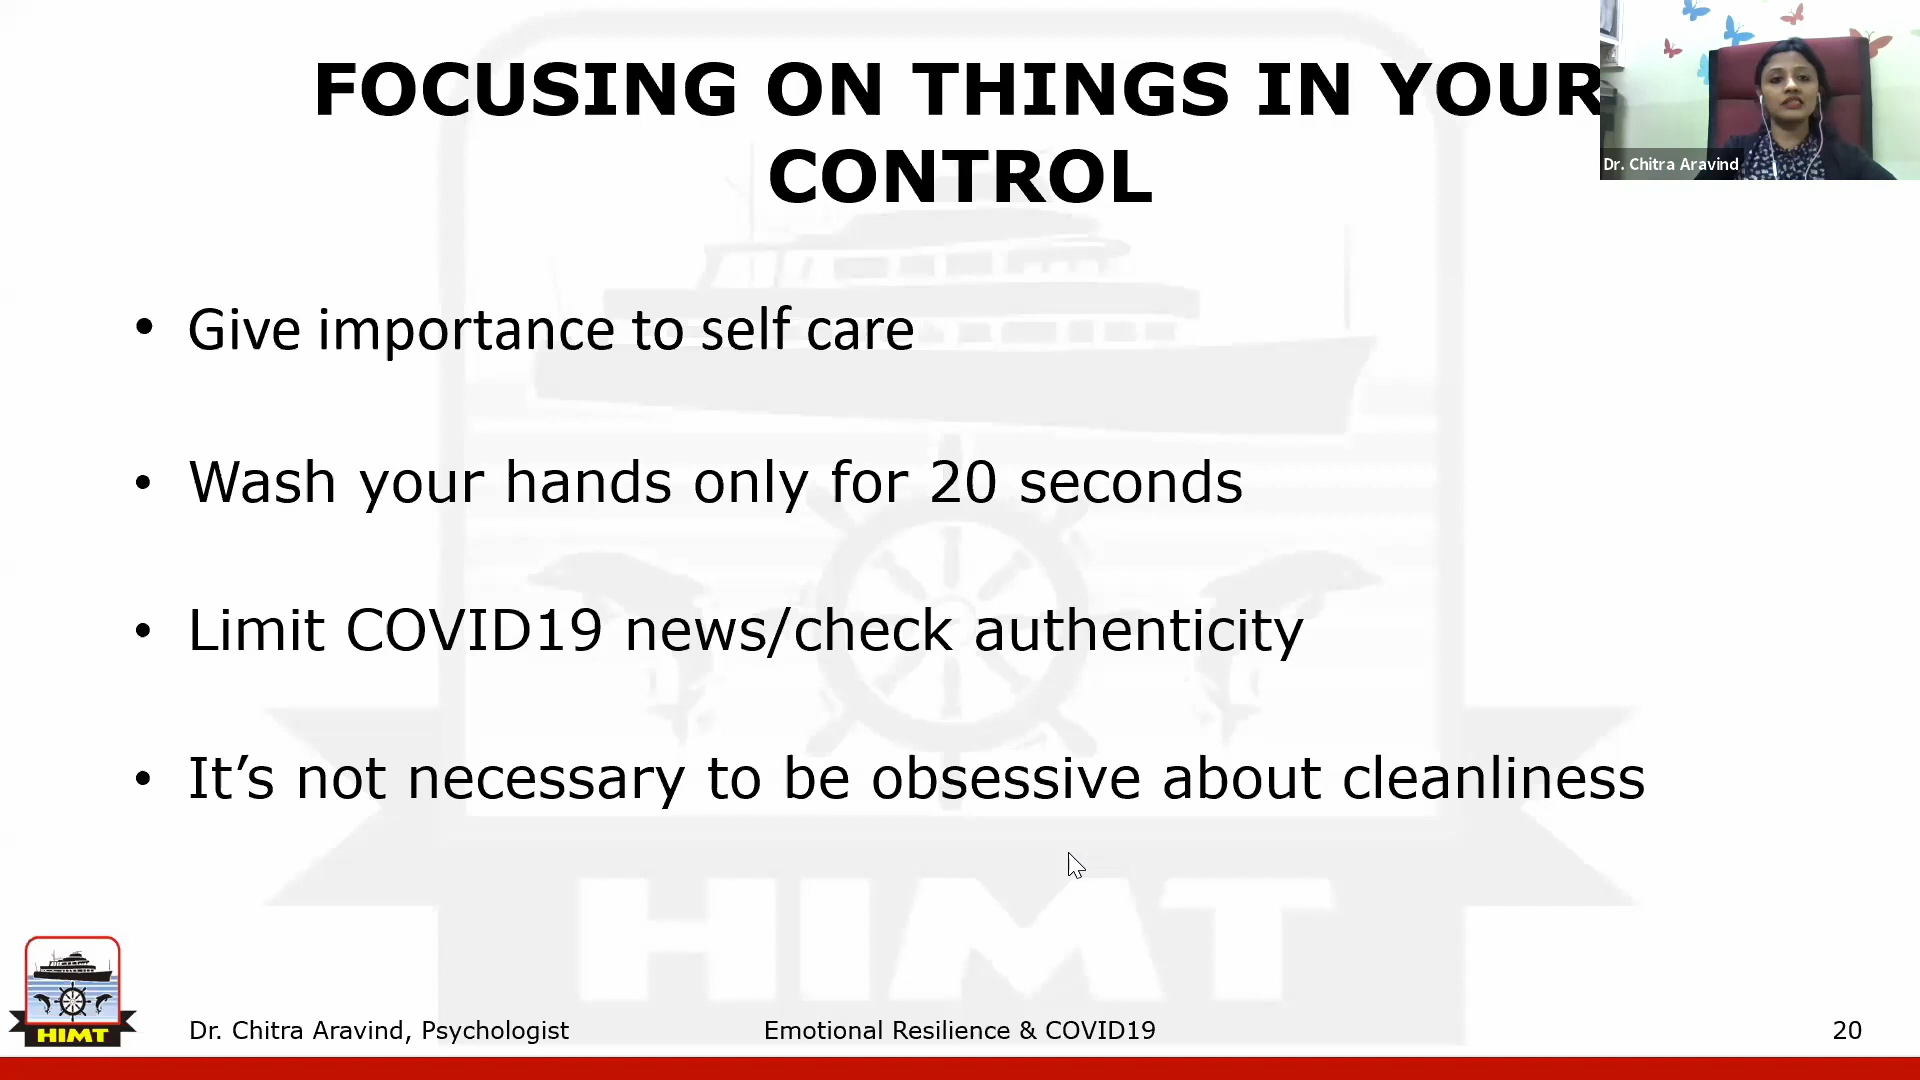 FOCUSING ON THINGS IN YOUR
CONTROL
Dr. Chitra Aravind
• Give importance to self care
• Wash your hands only for 20 seconds
• Limit COVID19 news/check authenticity
• It’s not necessary to be obsessive about cleanliness
HIMT
HIMT
Dr. Chitra Aravind, Psychologist
Emotional Resilience & COVID19
20